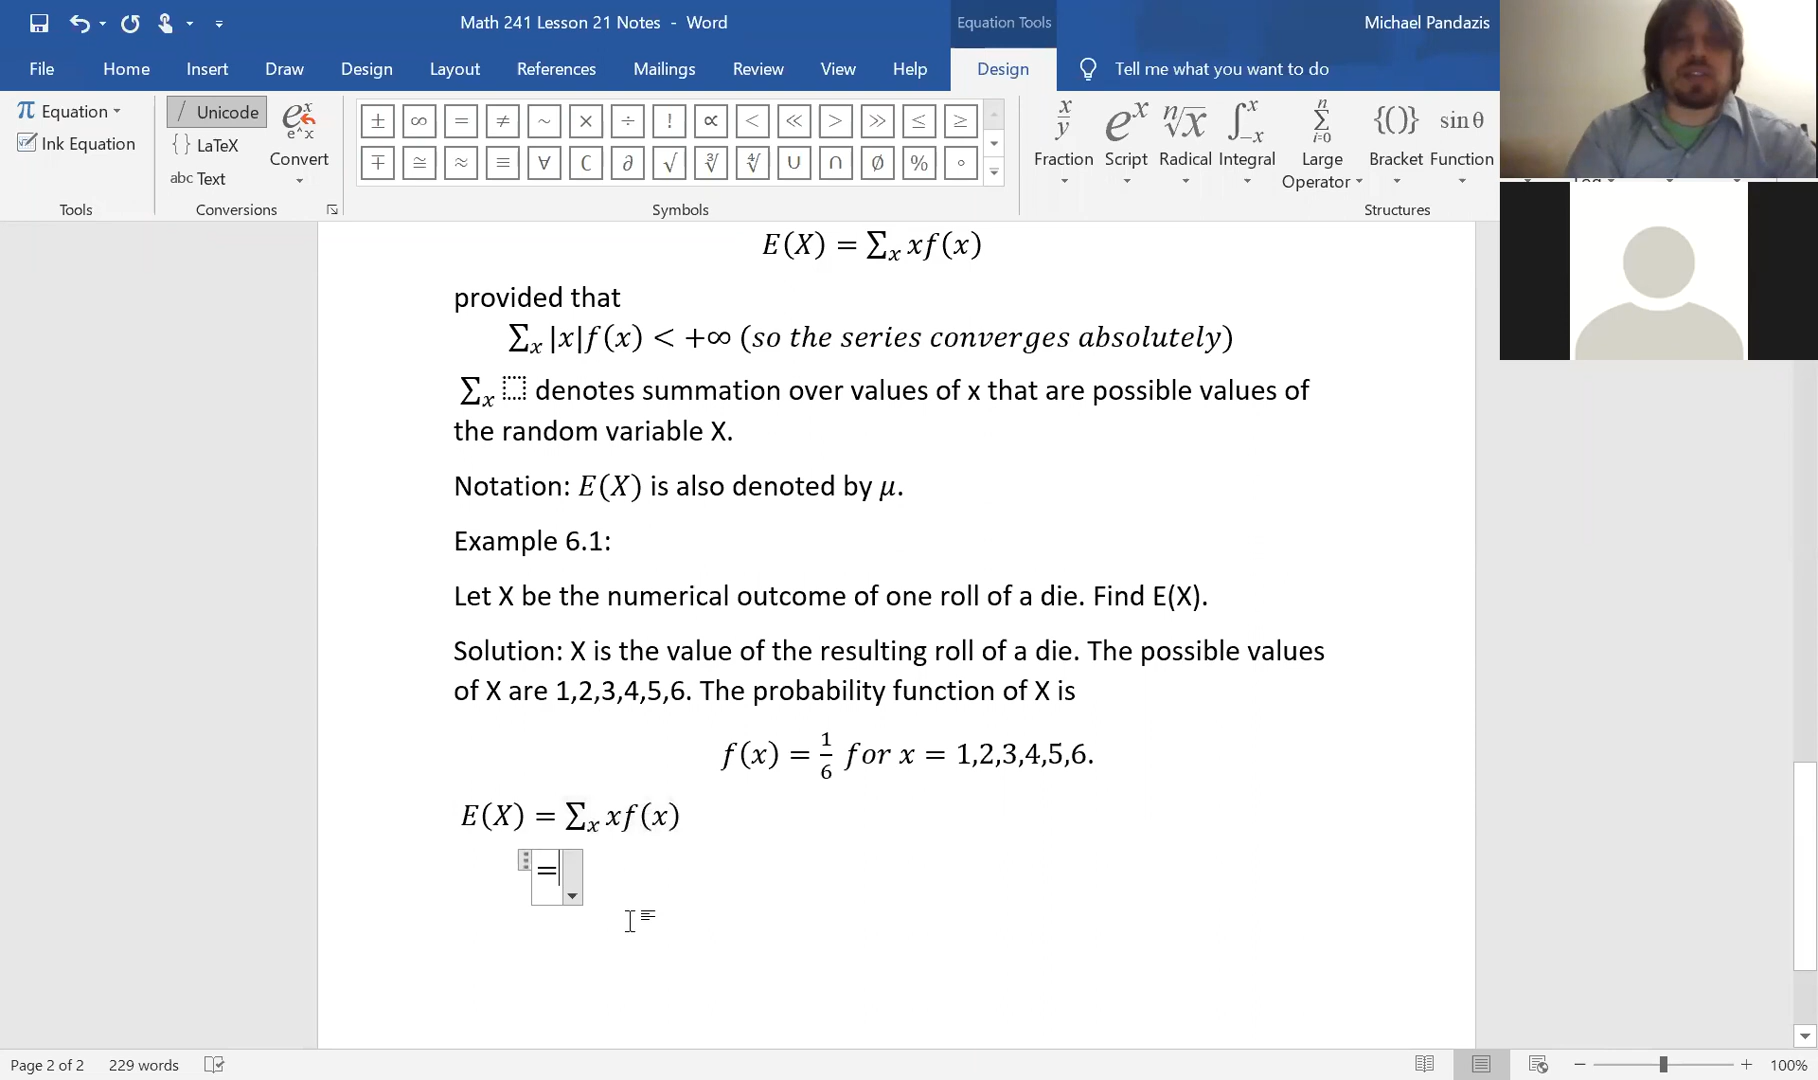 Math 241 Lesson 21 Notes - Word
Equation Tools
Michael Pandazis
File Home Insert Draw Design Layout References Mailings Review View Help Design Tell me what you want to do
π Equation
Ink Equation
Tools
Unicode
{} LaTeX
abc Text
e^x
Convert
Conversions
± ∞ = ≠ ~ × ÷ ! ∝ < ≪ > ≫ ≤ ≥
∓ ≅ ≈ ≡ ∀ ∁ ∂ √ ∛ ∜ ∪ ∩ ∅ % °
Symbols
x/y
Fraction
eˣ
Script
ⁿ√x
Radical
∫₋ₓˣ
Integral
n Σ i=0
Large Operator
{()}
Bracket
sinθ
Function
Structures
E(X) = ∑ₓ xf(x)
provided that
∑ₓ |x|f(x) < +∞ (so the series converges absolutely)
∑ₓ ⬚ denotes summation over values of x that are possible values of
the random variable X.
Notation: E(X) is also denoted by μ.
Example 6.1:
Let X be the numerical outcome of one roll of a die. Find E(X).
Solution: X is the value of the resulting roll of a die. The possible values
of X are 1,2,3,4,5,6. The probability function of X is
f(x) = 1/6 for x = 1,2,3,4,5,6.
E(X) = ∑ₓ xf(x)
=
Page 2 of 2 229 words
− + 100%